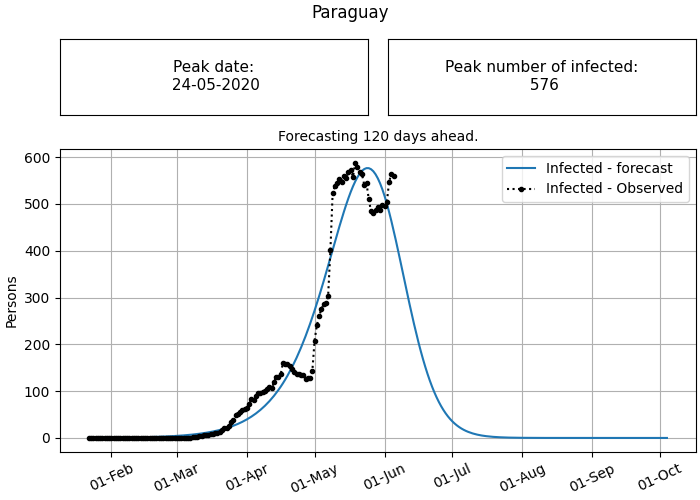 Paraguay
Peak date:
24-05-2020
Peak number of infected:
576
Forecasting 120 days ahead.
Infected - forecast
Infected - Observed
Persons
600
500
400
300
200
100
0
01-Feb
01-Mar
01-Apr
01-May
01-Jun
01-Jul
01-Aug
01-Sep
01-Oct